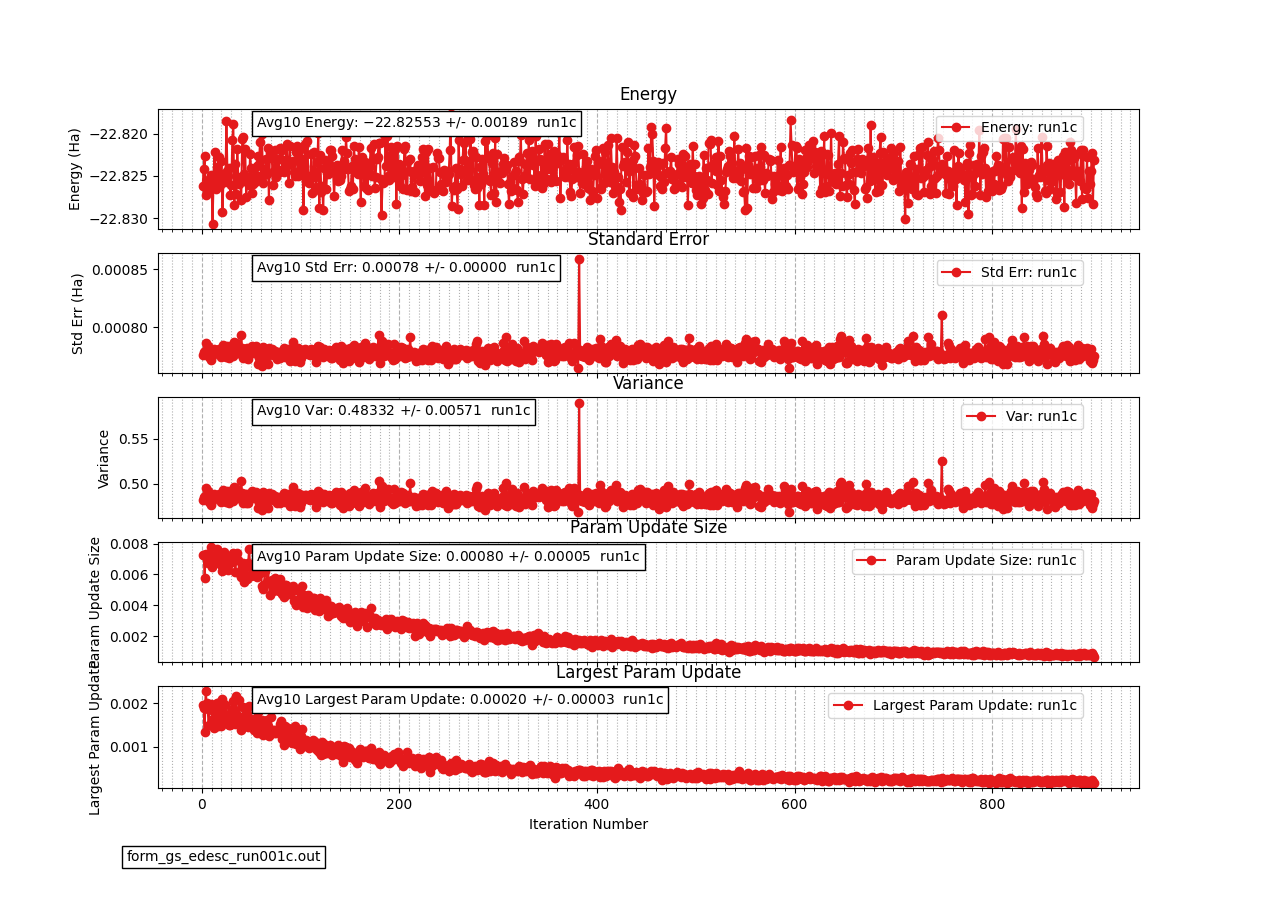 Energy
Avg10 Energy: −22.82553 +/- 0.00189  run1c
Energy: run1c
Energy (Ha)
−22.820
−22.825
−22.830
Standard Error
Avg10 Std Err: 0.00078 +/- 0.00000  run1c
Std Err: run1c
Std Err (Ha)
0.00085
0.00080
Variance
Avg10 Var: 0.48332 +/- 0.00571  run1c
Var: run1c
Variance
0.55
0.50
Param Update Size
Avg10 Param Update Size: 0.00080 +/- 0.00005  run1c
Param Update Size: run1c
Param Update Size
0.008
0.006
0.004
0.002
Largest Param Update
Avg10 Largest Param Update: 0.00020 +/- 0.00003  run1c
Largest Param Update: run1c
Largest Param Update
0.002
0.001
0 200 400 600 800
Iteration Number
form_gs_edesc_run001c.out